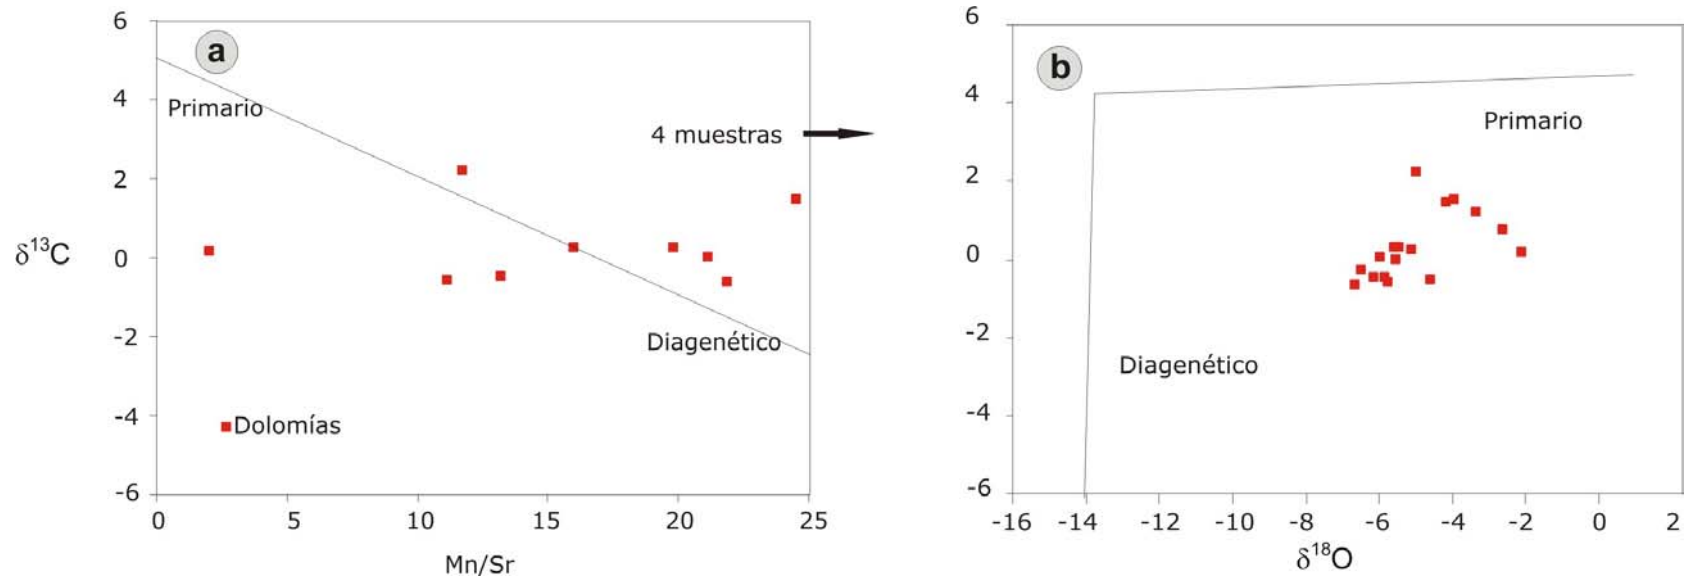 a
6
4
2
0
-2
-4
-6
δ¹³C
Primario
4 muestras
Diagenético
Dolomías
0 5 10 15 20 25
Mn/Sr
b
6
4
2
0
-2
-4
-6
Primario
Diagenético
-16 -14 -12 -10 -8 -6 -4 -2 0 2
δ¹⁸O